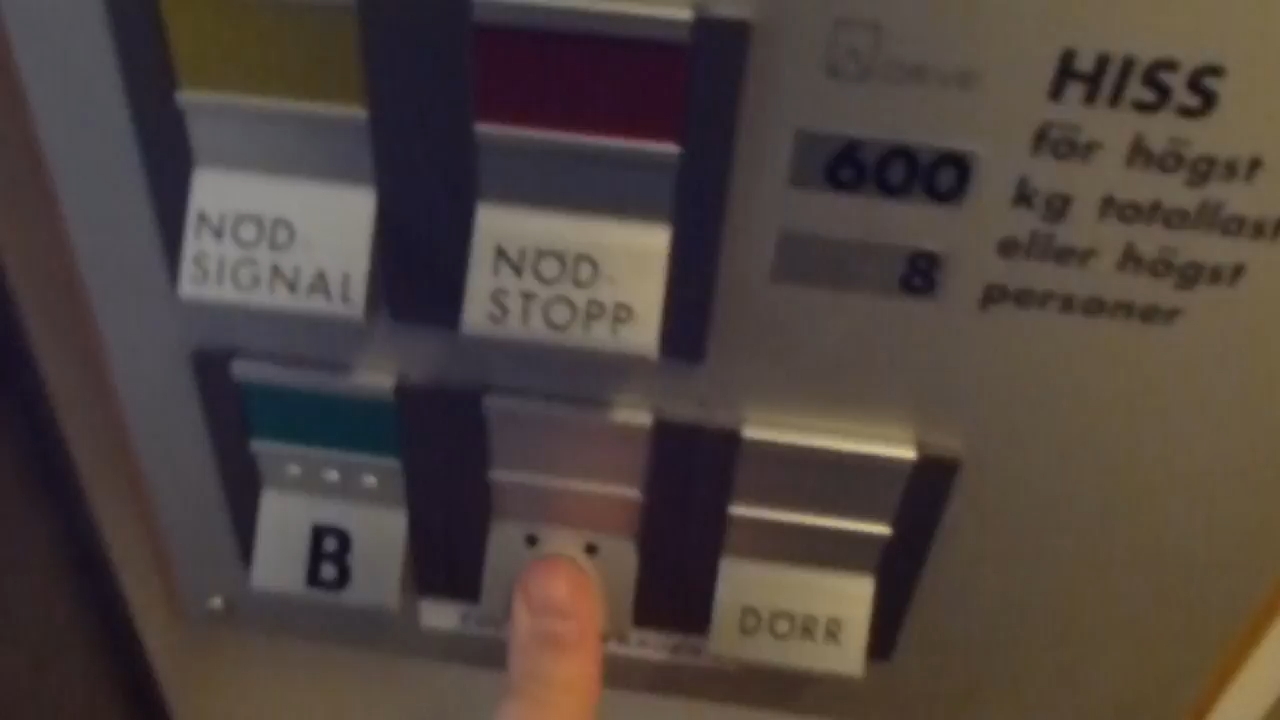 NÖD
SIGNAL
NÖD-
STOPP
600
8
HISS
för högst
kg totallast
eller högst
personer
B
DÖRR